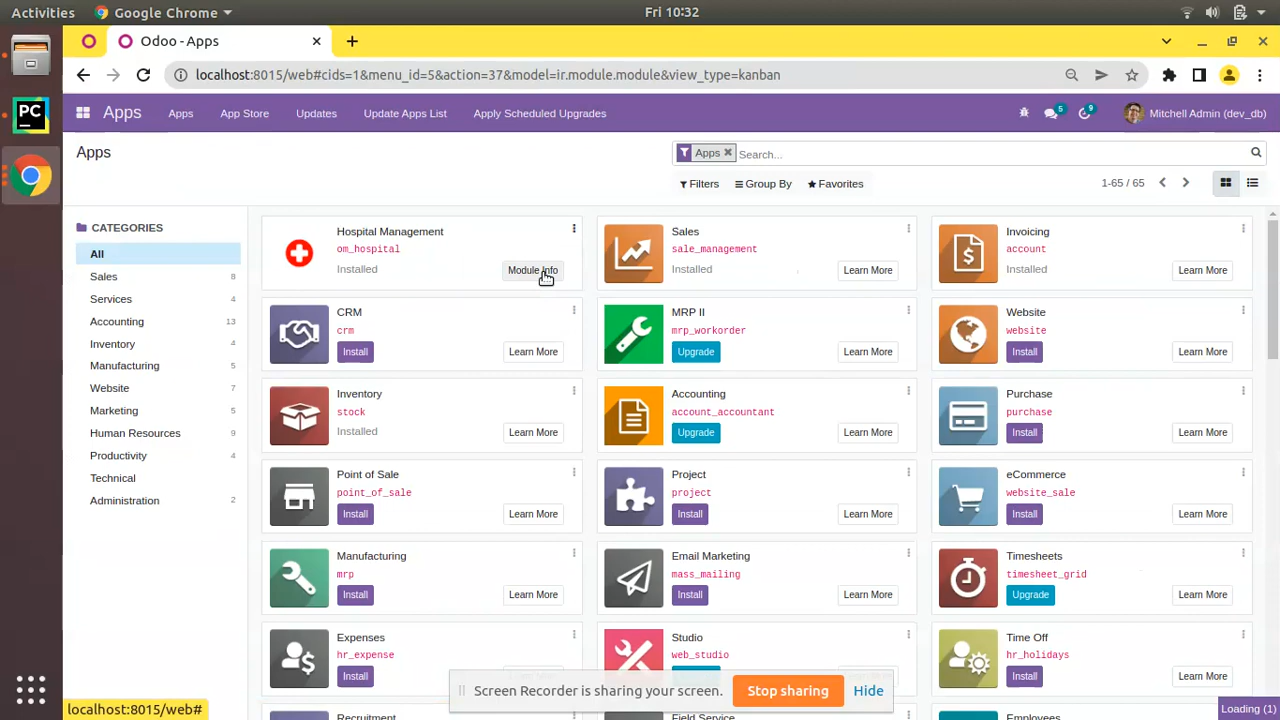 Activities
Google Chrome
Fri 10:32
Odoo - Apps
localhost:8015/web#cids=1&menu_id=5&action=37&model=ir.module.module&view_type=kanban
Apps
Apps
App Store
Updates
Update Apps List
Apply Scheduled Upgrades
5
9
Mitchell Admin (dev_db)
Apps
Apps
Search...
Filters
Group By
Favorites
1-65 / 65
CATEGORIES
All
Sales 8
Services 4
Accounting 13
Inventory 4
Manufacturing 5
Website 7
Marketing 5
Human Resources 9
Productivity 4
Technical
Administration 2
Hospital Management
om_hospital
Installed
Module Info
Sales
sale_management
Installed
Learn More
Invoicing
account
Installed
Learn More
CRM
crm
Install
Learn More
MRP II
mrp_workorder
Upgrade
Learn More
Website
website
Install
Learn More
Inventory
stock
Installed
Learn More
Accounting
account_accountant
Upgrade
Learn More
Purchase
purchase
Install
Learn More
Point of Sale
point_of_sale
Install
Learn More
Project
project
Install
Learn More
eCommerce
website_sale
Install
Learn More
Manufacturing
mrp
Install
Learn More
Email Marketing
mass_mailing
Install
Learn More
Timesheets
timesheet_grid
Upgrade
Learn More
Expenses
hr_expense
Install
Studio
web_studio
Time Off
hr_holidays
Install
Learn More
Screen Recorder is sharing your screen.
Stop sharing
Hide
Recruitment
Field Service
Employees
localhost:8015/web#
Loading (1)
PC